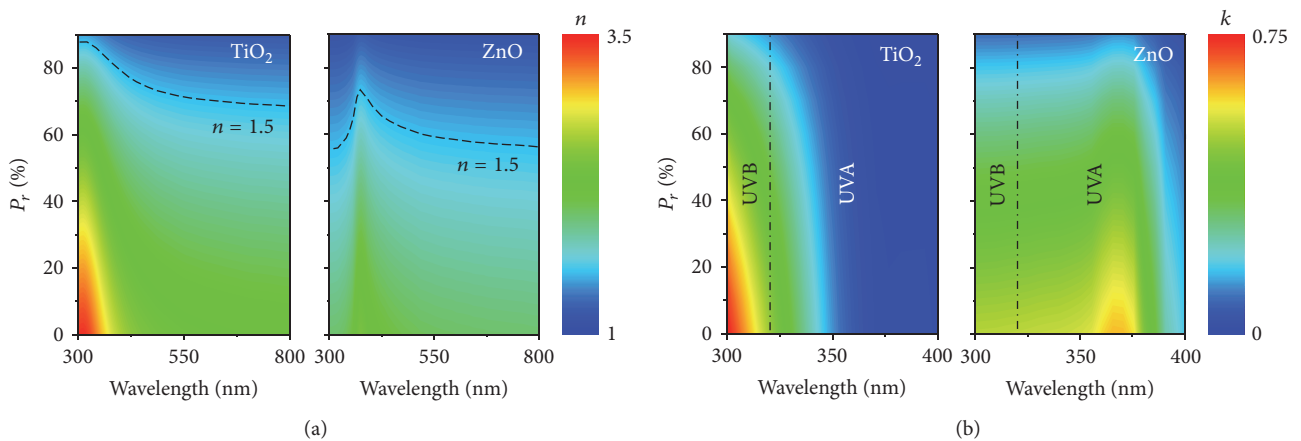 n
3.5
1
TiO2
n = 1.5
ZnO
n = 1.5
80
60
40
20
0
Pr (%)
300
550
800
300
550
800
Wavelength (nm)
Wavelength (nm)
(a)
k
0.75
0
TiO2
UVB
UVA
ZnO
UVB
UVA
80
60
40
20
0
Pr (%)
300
350
400
300
350
400
Wavelength (nm)
Wavelength (nm)
(b)